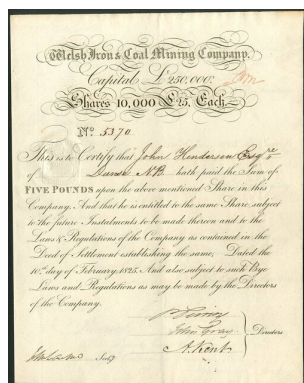 Welsh Iron & Coal Mining Company.
Capital £250,000.
Shares 10,000 £25, Each
No. 5370
This is to Certify that John Henderson Esqre
of Dunse NB hath paid the Sum of
FIVE POUNDS upon the above mentioned Share in this
Company. And that he is entitled to the same Share subject
to the future Instalments to be made thereon and to the
Laws & Regulations of the Company as contained in the
Deed of Settlement establishing the same, Dated the
10th day of February, 1825. And also subject to such Bye
Laws and Regulations as may be made by the Directors
of the Company.
John Gray
Directors
A. Kent
Secty